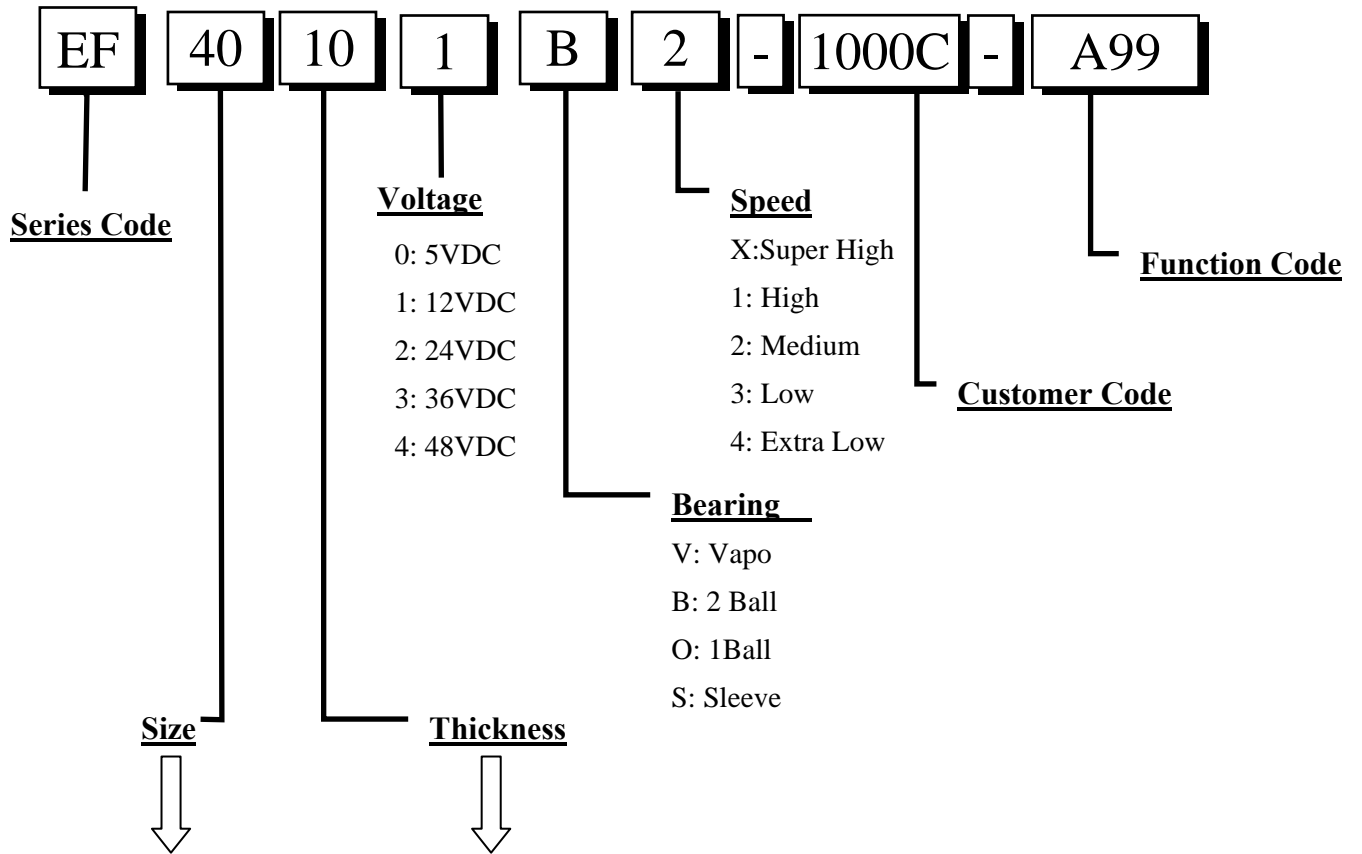 EF 40 10 1 B 2 - 1000C - A99
Series Code
Voltage
0: 5VDC
1: 12VDC
2: 24VDC
3: 36VDC
4: 48VDC
Speed
X:Super High
1: High
2: Medium
3: Low
4: Extra Low
Function Code
Customer Code
Bearing
V: Vapo
B: 2 Ball
O: 1Ball
S: Sleeve
Size
Thickness